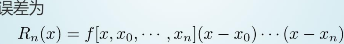 误差为
R_n(x) = f[x, x_0, ⋯, x_n](x − x_0) ⋯ (x − x_n)